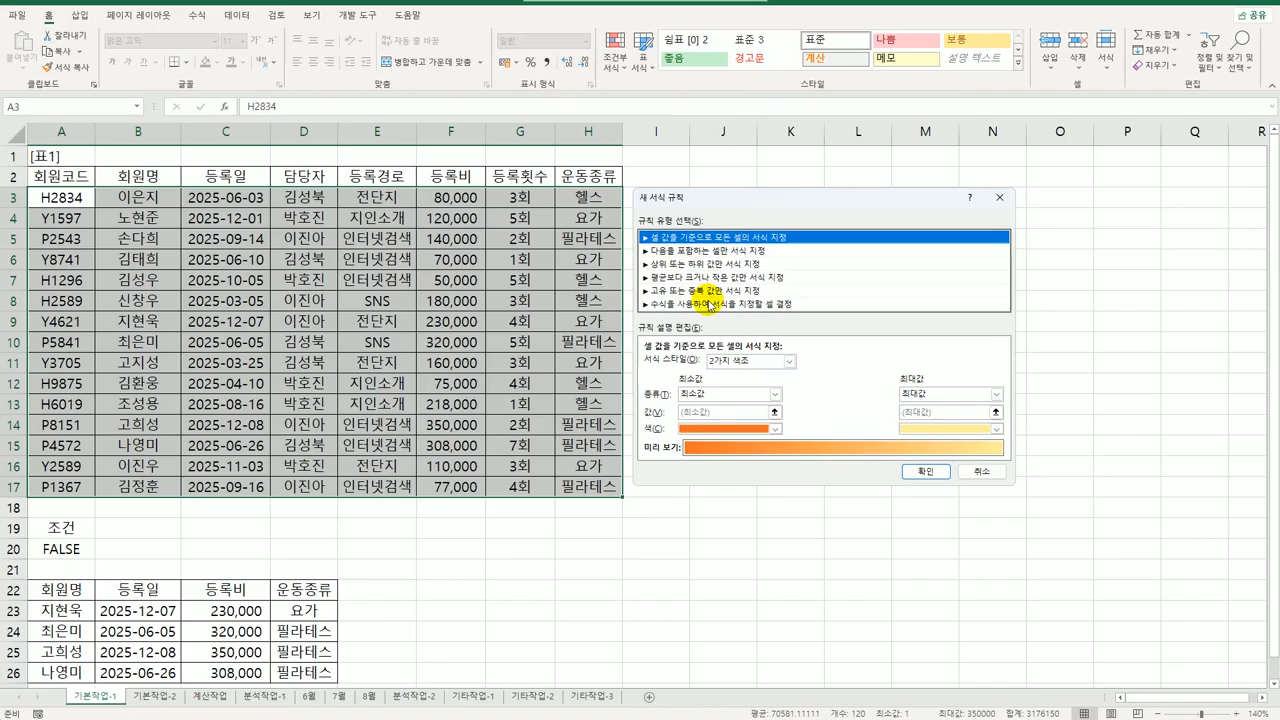 파일 홈 삽입 페이지 레이아웃 수식 데이터 검토 보기 개발 도구 도움말 공유
붙여넣기 잘라내기 복사 서식 복사 맑은 고딕 11 자동 줄 바꿈 병합하고 가운데 맞춤 일반 조건부 서식 표 서식 쉼표 [0] 2 표준 3 표준 나쁨 보통 삽입 삭제 서식 자동 합계 정렬 및 필터 찾기 및 선택
좋음 경고문 계산 메모 설명 텍스트 채우기 지우기
클립보드 글꼴 맞춤 표시 형식 스타일 셀 편집
A3 H2834
A B C D E F G H I J K L M N O P Q R
1 [표1]
2 회원코드 회원명 등록일 담당자 등록경로 등록비 등록횟수 운동종류
3 H2834 이은지 2025-06-03 김성북 전단지 80,000 3회 헬스
4 Y1597 노현준 2025-12-01 박호진 지인소개 120,000 5회 요가
5 P2543 손다희 2025-09-14 이진아 인터넷검색 140,000 2회 필라테스
6 Y8741 김태희 2025-06-10 김성북 인터넷검색 70,000 1회 요가
7 H1296 김성우 2025-10-05 박호진 지인소개 50,000 5회 헬스
8 H2589 신창우 2025-03-05 이진아 SNS 180,000 3회 헬스
9 Y4621 지현욱 2025-12-07 이진아 전단지 230,000 4회 요가
10 P5841 최은미 2025-06-05 김성북 SNS 320,000 5회 필라테스
11 Y3705 고지성 2025-03-25 김성북 전단지 160,000 3회 요가
12 H9875 김환웅 2025-04-10 박호진 지인소개 75,000 4회 헬스
13 H6019 조성용 2025-08-16 박호진 지인소개 218,000 1회 헬스
14 P8151 고희성 2025-12-08 이진아 인터넷검색 350,000 2회 필라테스
15 P4572 나영미 2025-06-26 김성북 인터넷검색 308,000 7회 필라테스
16 Y2589 이진우 2025-11-03 박호진 전단지 110,000 3회 요가
17 P1367 김정훈 2025-09-16 이진아 인터넷검색 77,000 4회 필라테스
18
19 조건
20 FALSE
21
22 회원명 등록일 등록비 운동종류
23 지현욱 2025-12-07 230,000 요가
24 최은미 2025-06-05 320,000 필라테스
25 고희성 2025-12-08 350,000 필라테스
26 나영미 2025-06-26 308,000 필라테스
새 서식 규칙 ?
규칙 유형 선택(S):
► 셀 값을 기준으로 모든 셀의 서식 지정
► 다음을 포함하는 셀만 서식 지정
► 상위 또는 하위 값만 서식 지정
► 평균보다 크거나 작은 값만 서식 지정
► 고유 또는 중복 값만 서식 지정
► 수식을 사용하여 서식을 지정할 셀 결정
규칙 설명 편집(E):
셀 값을 기준으로 모든 셀의 서식 지정:
서식 스타일(O): 2가지 색조
최소값 최대값
종류(T): 최소값 최대값
값(V): (최소값) (최대값)
색(C):
미리 보기:
확인 취소
기본작업-1 기본작업-2 계산작업 분석작업-1 6월 7월 8월 분석작업-2 기타작업-1 기타작업-2 기타작업-3
준비 평균: 70581.11111 개수: 120 최소값: 1 최대값: 350000 합계: 3176150 140%